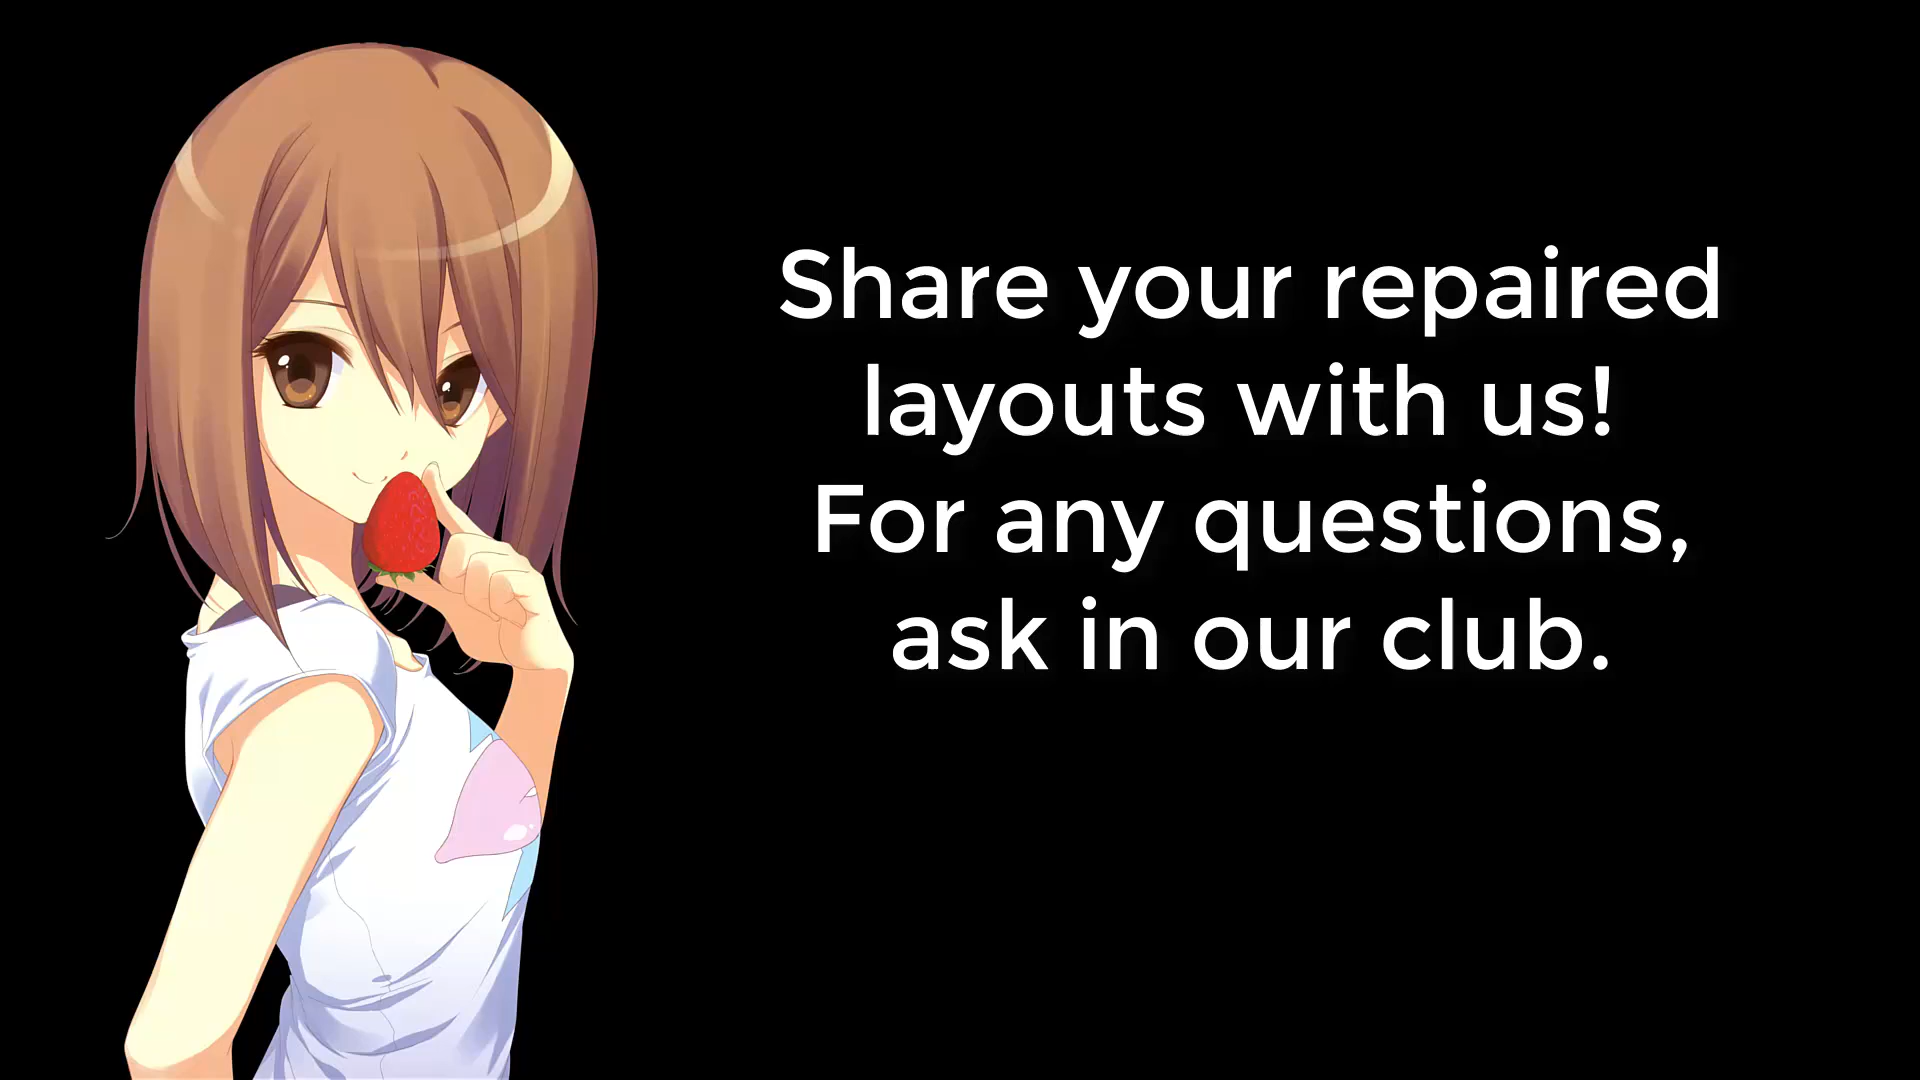 Share your repaired
layouts with us!
For any questions,
ask in our club.